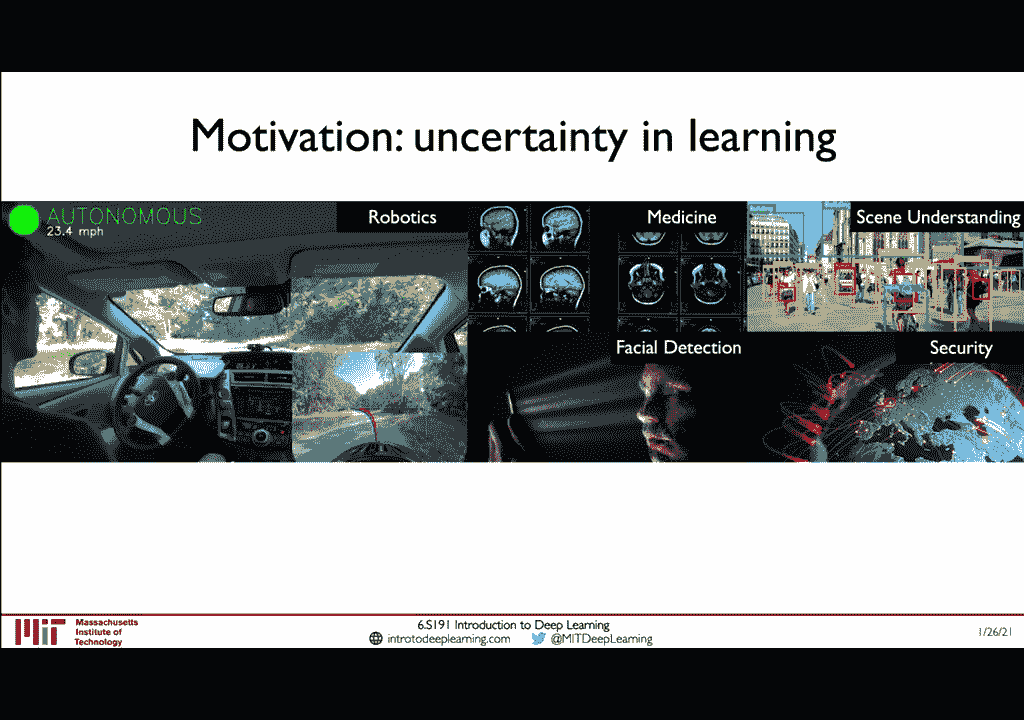 Motivation: uncertainty in learning
AUTONOMOUS
23.4 mph
Robotics
Medicine
Scene Understanding
Facial Detection
Security
Massachusetts
Institute of
Technology
6.S191 Introduction to Deep Learning
introtodeeplearning.com
@MITDeepLearning
1/26/21